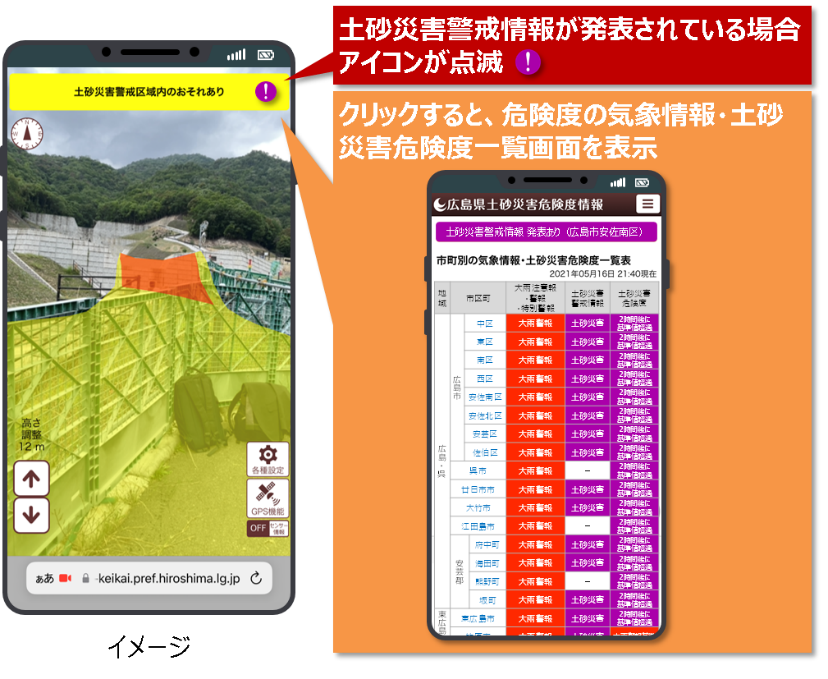 土砂災害警戒情報が発表されている場合
アイコンが点滅 !
土砂災害警戒区域内のおそれあり !
クリックすると、危険度の気象情報・土砂
災害危険度一覧画面を表示
高さ
調整
12 m
各種設定
GPS機能
OFF センサー
情報
ぁあ -keikai.pref.hiroshima.lg.jp
イメージ
広島県土砂災害危険度情報
土砂災害警戒情報 発表あり（広島市安佐南区）
市町別の気象情報・土砂災害危険度一覧表
2021年05月16日 21:40現在
地域 市区町 大雨注意報・警報・特別警報 土砂災害警戒情報 土砂災害危険度
広島・呉 広島市 中区 大雨警報 土砂災害 2時間後に基準値超過
東区 大雨警報 土砂災害 2時間後に基準値超過
南区 大雨警報 土砂災害 2時間後に基準値超過
西区 大雨警報 土砂災害 2時間後に基準値超過
安佐南区 大雨警報 土砂災害 2時間後に基準値超過
安佐北区 大雨警報 土砂災害 2時間後に基準値超過
安芸区 大雨警報 土砂災害 2時間後に基準値超過
佐伯区 大雨警報 土砂災害 2時間後に基準値超過
呉市 大雨警報 － 2時間後に基準値超過
廿日市市 大雨警報 土砂災害 2時間後に基準値超過
大竹市 大雨警報 土砂災害 2時間後に基準値超過
江田島市 大雨警報 － 2時間後に基準値超過
安芸郡 府中町 大雨警報 土砂災害 2時間後に基準値超過
海田町 大雨警報 土砂災害 2時間後に基準値超過
熊野町 大雨警報 － 2時間後に基準値超過
坂町 大雨警報 土砂災害 2時間後に基準値超過
東広島 東広島市 大雨警報 土砂災害 2時間後に基準値超過